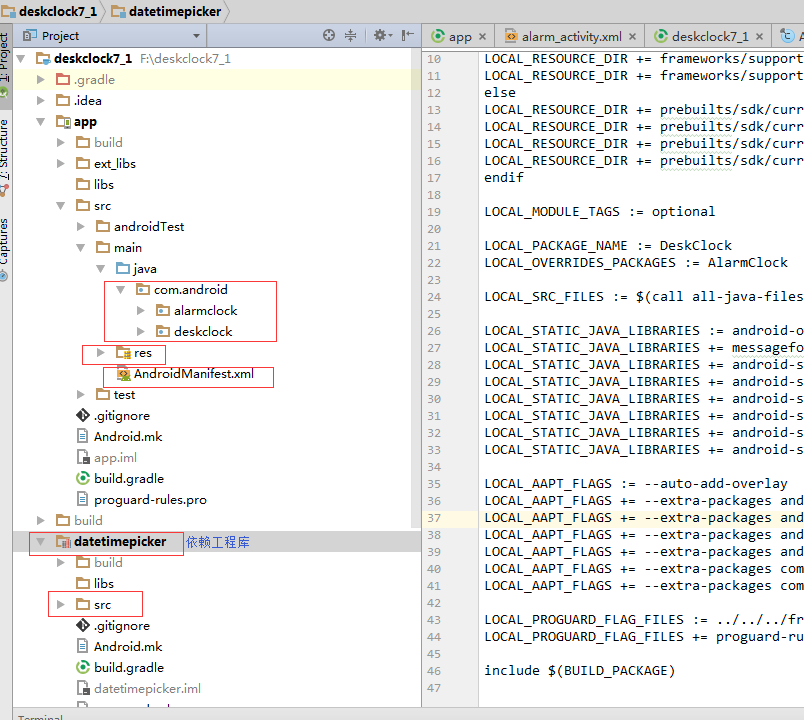 deskclock7_1 datetimepicker
Project
app alarm_activity.xml deskclock7_1
1: Project
7: Structure
Captures
deskclock7_1 F:\deskclock7_1
.gradle
.idea
app
build
ext_libs
libs
src
androidTest
main
java
com.android
alarmclock
deskclock
res
AndroidManifest.xml
test
.gitignore
Android.mk
app.iml
build.gradle
proguard-rules.pro
build
datetimepicker 依赖工程库
build
libs
src
.gitignore
Android.mk
build.gradle
datetimepicker.iml
Terminal
10 LOCAL_RESOURCE_DIR += frameworks/support
11 LOCAL_RESOURCE_DIR += frameworks/support
12 else
13 LOCAL_RESOURCE_DIR += prebuilts/sdk/curr
14 LOCAL_RESOURCE_DIR += prebuilts/sdk/curr
15 LOCAL_RESOURCE_DIR += prebuilts/sdk/curr
16 LOCAL_RESOURCE_DIR += prebuilts/sdk/curr
17 endif
18
19 LOCAL_MODULE_TAGS := optional
20
21 LOCAL_PACKAGE_NAME := DeskClock
22 LOCAL_OVERRIDES_PACKAGES := AlarmClock
23
24 LOCAL_SRC_FILES := $(call all-java-files
25
26 LOCAL_STATIC_JAVA_LIBRARIES := android-o
27 LOCAL_STATIC_JAVA_LIBRARIES += messagefo
28 LOCAL_STATIC_JAVA_LIBRARIES += android-s
29 LOCAL_STATIC_JAVA_LIBRARIES += android-s
30 LOCAL_STATIC_JAVA_LIBRARIES += android-s
31 LOCAL_STATIC_JAVA_LIBRARIES += android-s
32 LOCAL_STATIC_JAVA_LIBRARIES += android-s
33 LOCAL_STATIC_JAVA_LIBRARIES += android-s
34
35 LOCAL_AAPT_FLAGS := --auto-add-overlay
36 LOCAL_AAPT_FLAGS += --extra-packages and
37 LOCAL_AAPT_FLAGS += --extra-packages and
38 LOCAL_AAPT_FLAGS += --extra-packages and
39 LOCAL_AAPT_FLAGS += --extra-packages and
40 LOCAL_AAPT_FLAGS += --extra-packages com
41 LOCAL_AAPT_FLAGS += --extra-packages com
42
43 LOCAL_PROGUARD_FLAG_FILES := ../../../fr
44 LOCAL_PROGUARD_FLAG_FILES += proguard-ru
45
46 include $(BUILD_PACKAGE)
47